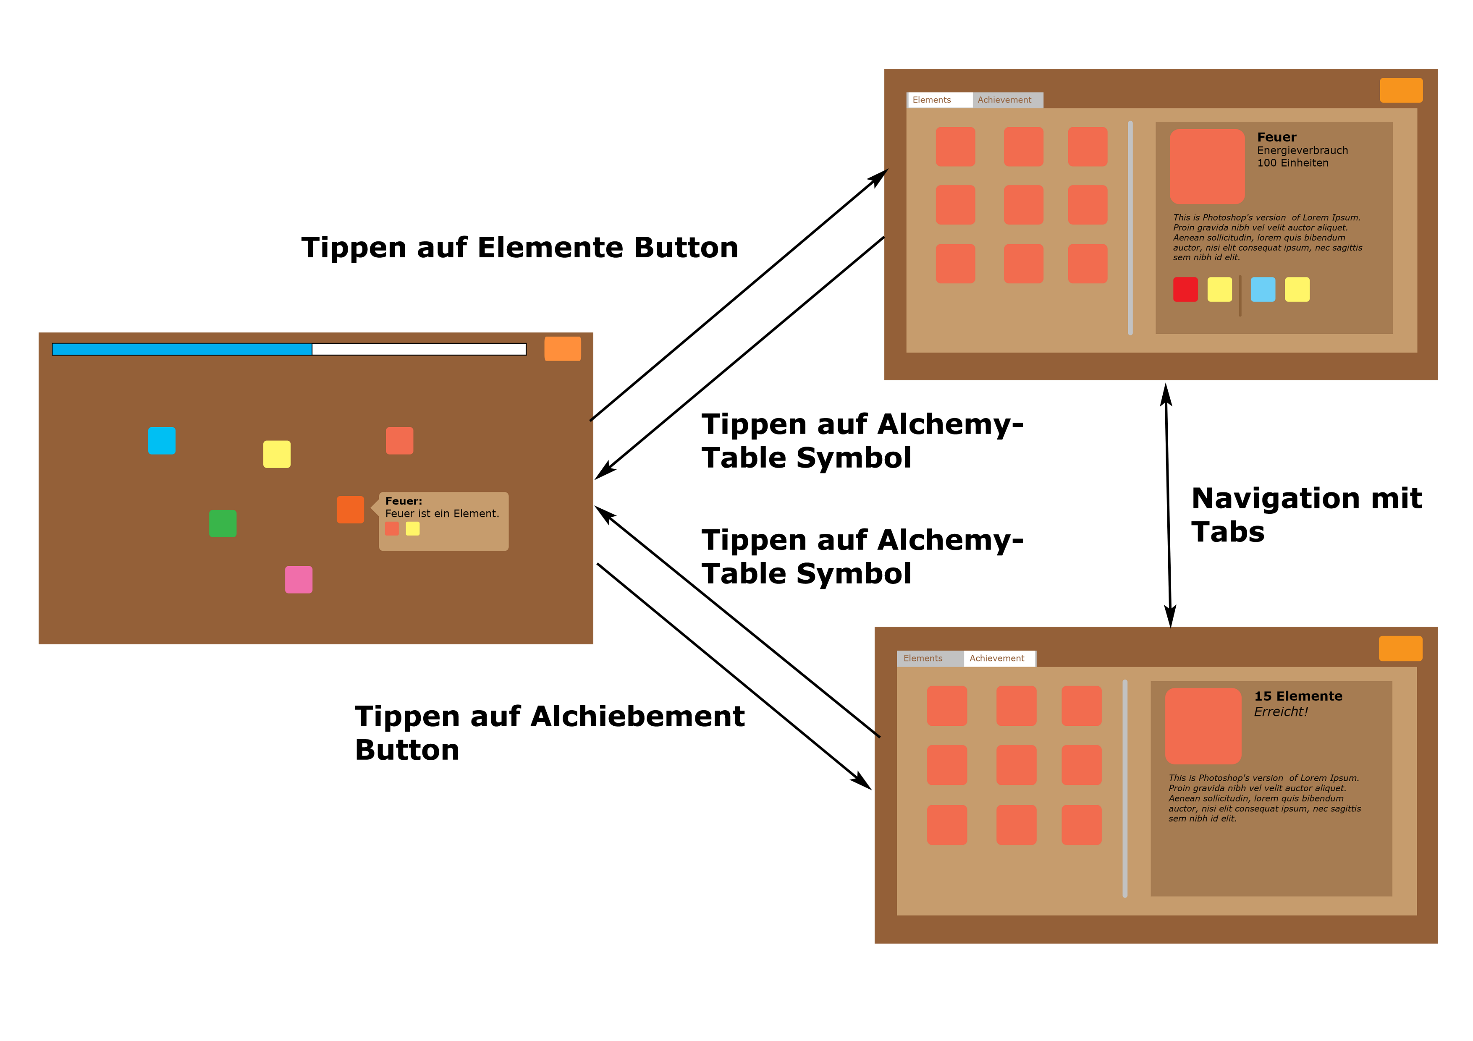 Elements
Achievement
Feuer
Energieverbrauch
100 Einheiten
This is Photoshop's version of Lorem Ipsum.
Proin gravida nibh vel velit auctor aliquet.
Aenean sollicitudin, lorem quis bibendum
auctor, nisi elit consequat ipsum, nec sagittis
sem nibh id elit.
Tippen auf Elemente Button
Feuer:
Feuer ist ein Element.
Tippen auf Alchemy-
Table Symbol
Navigation mit
Tabs
Tippen auf Alchemy-
Table Symbol
Tippen auf Alchiebement
Button
Elements
Achievement
15 Elemente
Erreicht!
This is Photoshop's version of Lorem Ipsum.
Proin gravida nibh vel velit auctor aliquet.
Aenean sollicitudin, lorem quis bibendum
auctor, nisi elit consequat ipsum, nec sagittis
sem nibh id elit.